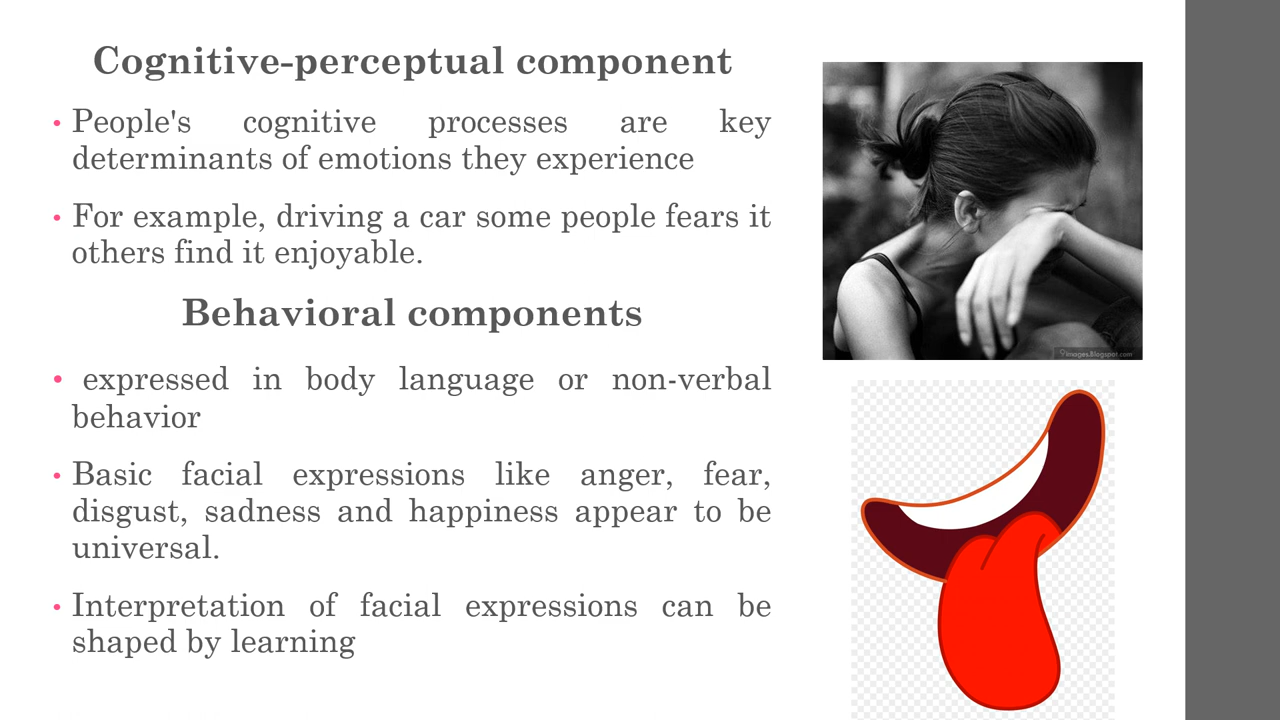 Cognitive-perceptual component
• People's cognitive processes are key
determinants of emotions they experience
• For example, driving a car some people fears it
others find it enjoyable.
Behavioral components
• expressed in body language or non-verbal
behavior
• Basic facial expressions like anger, fear,
disgust, sadness and happiness appear to be
universal.
• Interpretation of facial expressions can be
shaped by learning